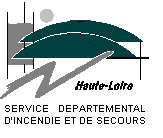 Haute-Loire
SERVICE DEPARTEMENTAL
D'INCENDIE ET DE SECOURS